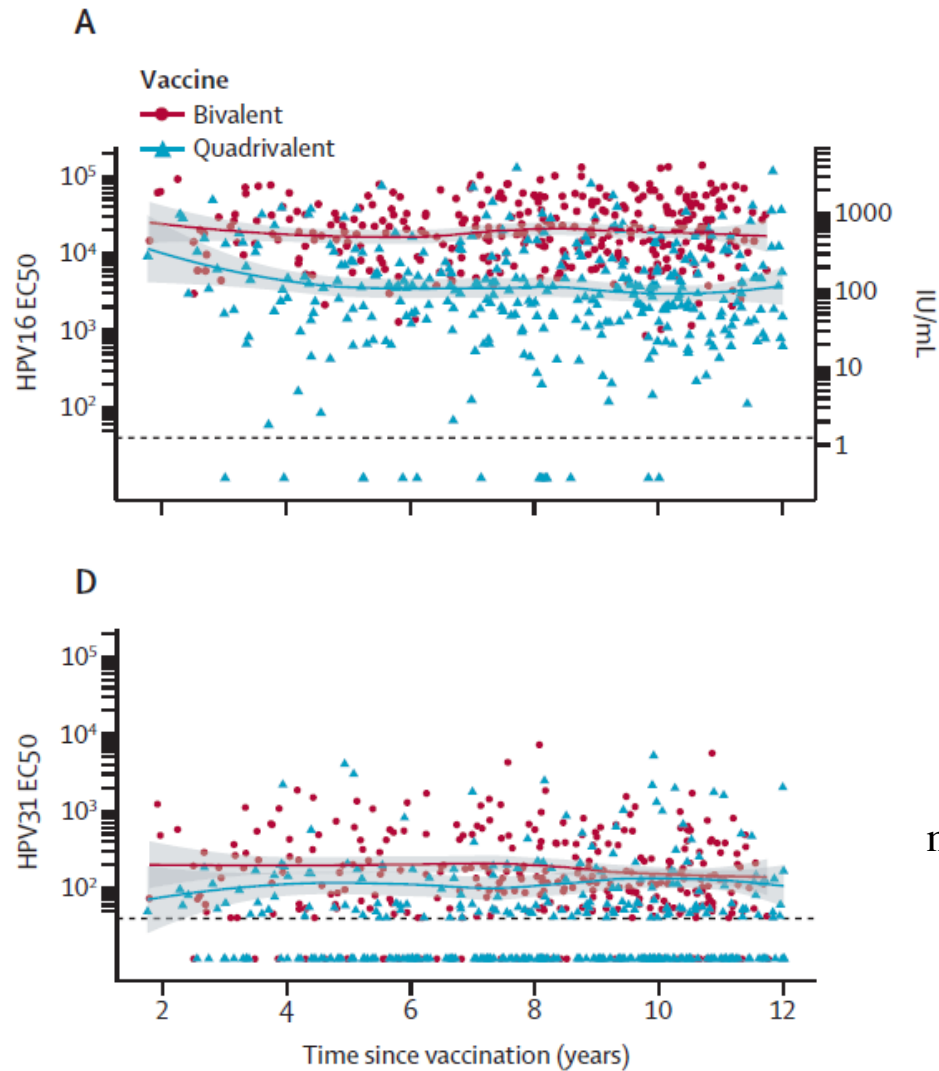 A
Vaccine
Bivalent
Quadrivalent
10⁵
10⁴
10³
10²
HPV16 EC50
1000
100
10
1
IU/mL
D
10⁵
10⁴
10³
10²
HPV31 EC50
2 4 6 8 10 12
Time since vaccination (years)